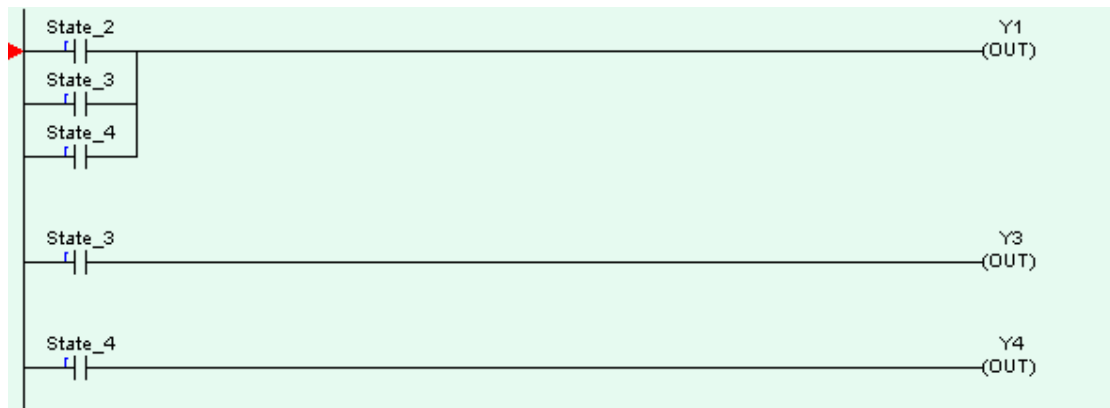 State_2 Y1
(OUT)
State_3
State_4
State_3 Y3
(OUT)
State_4 Y4
(OUT)